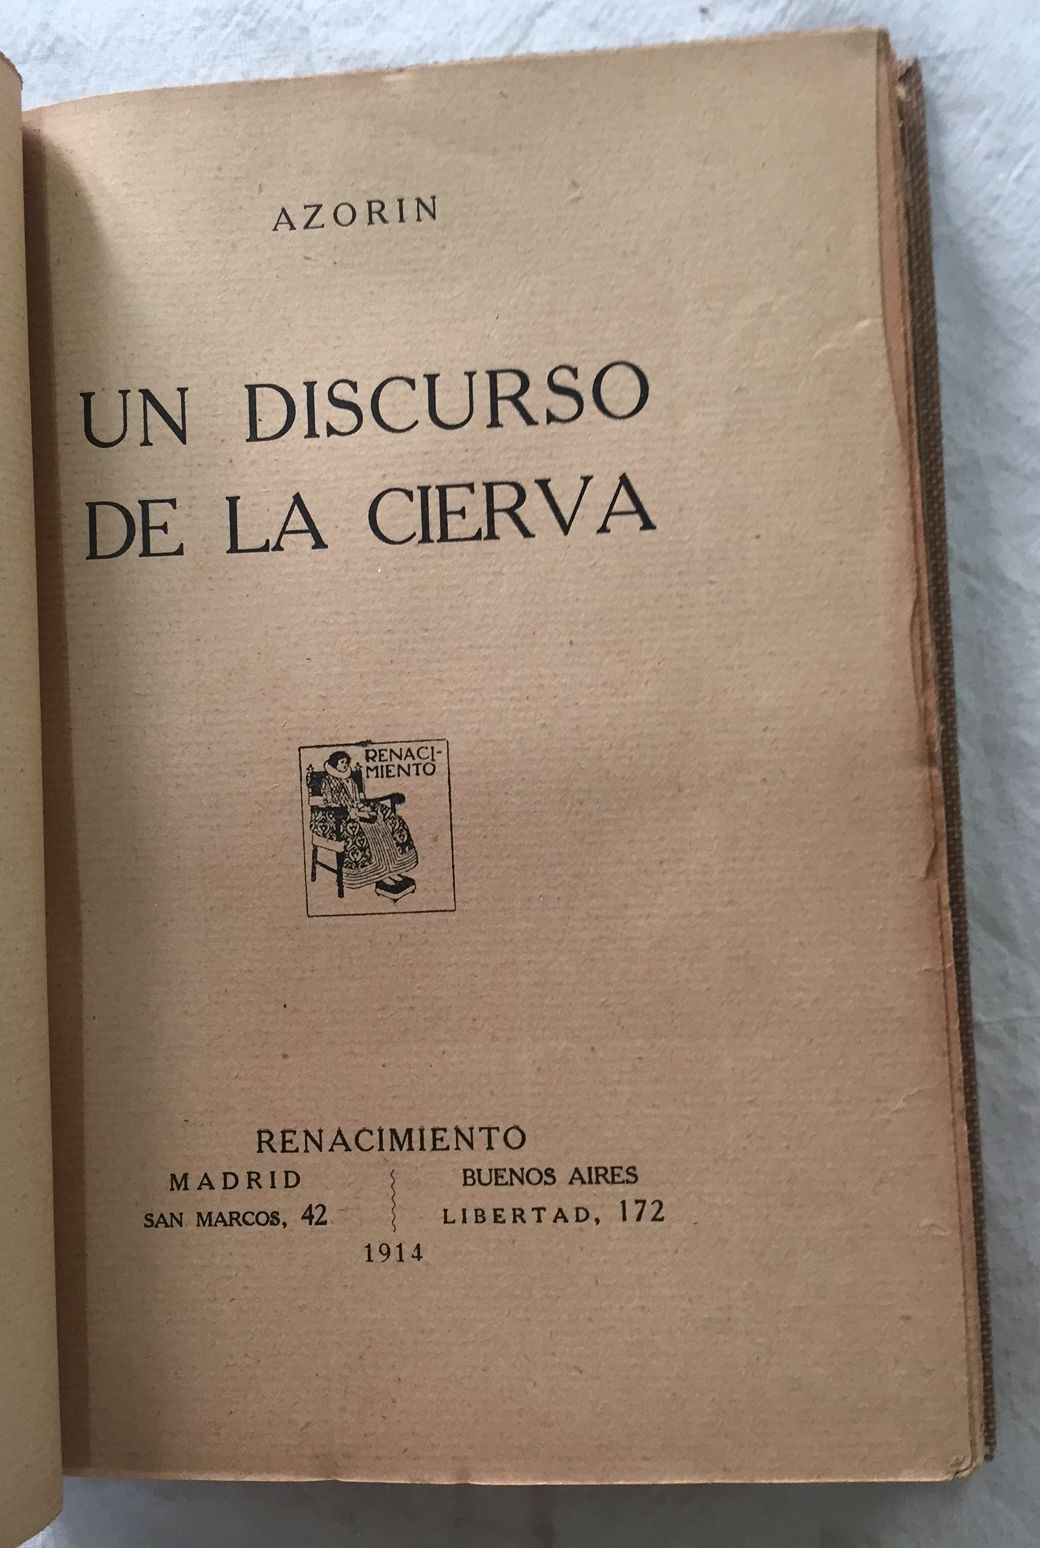 AZORIN
UN DISCURSO
DE LA CIERVA
RENACI-
MIENTO
RENACIMIENTO
MADRID
SAN MARCOS, 42
BUENOS AIRES
LIBERTAD, 172
1914